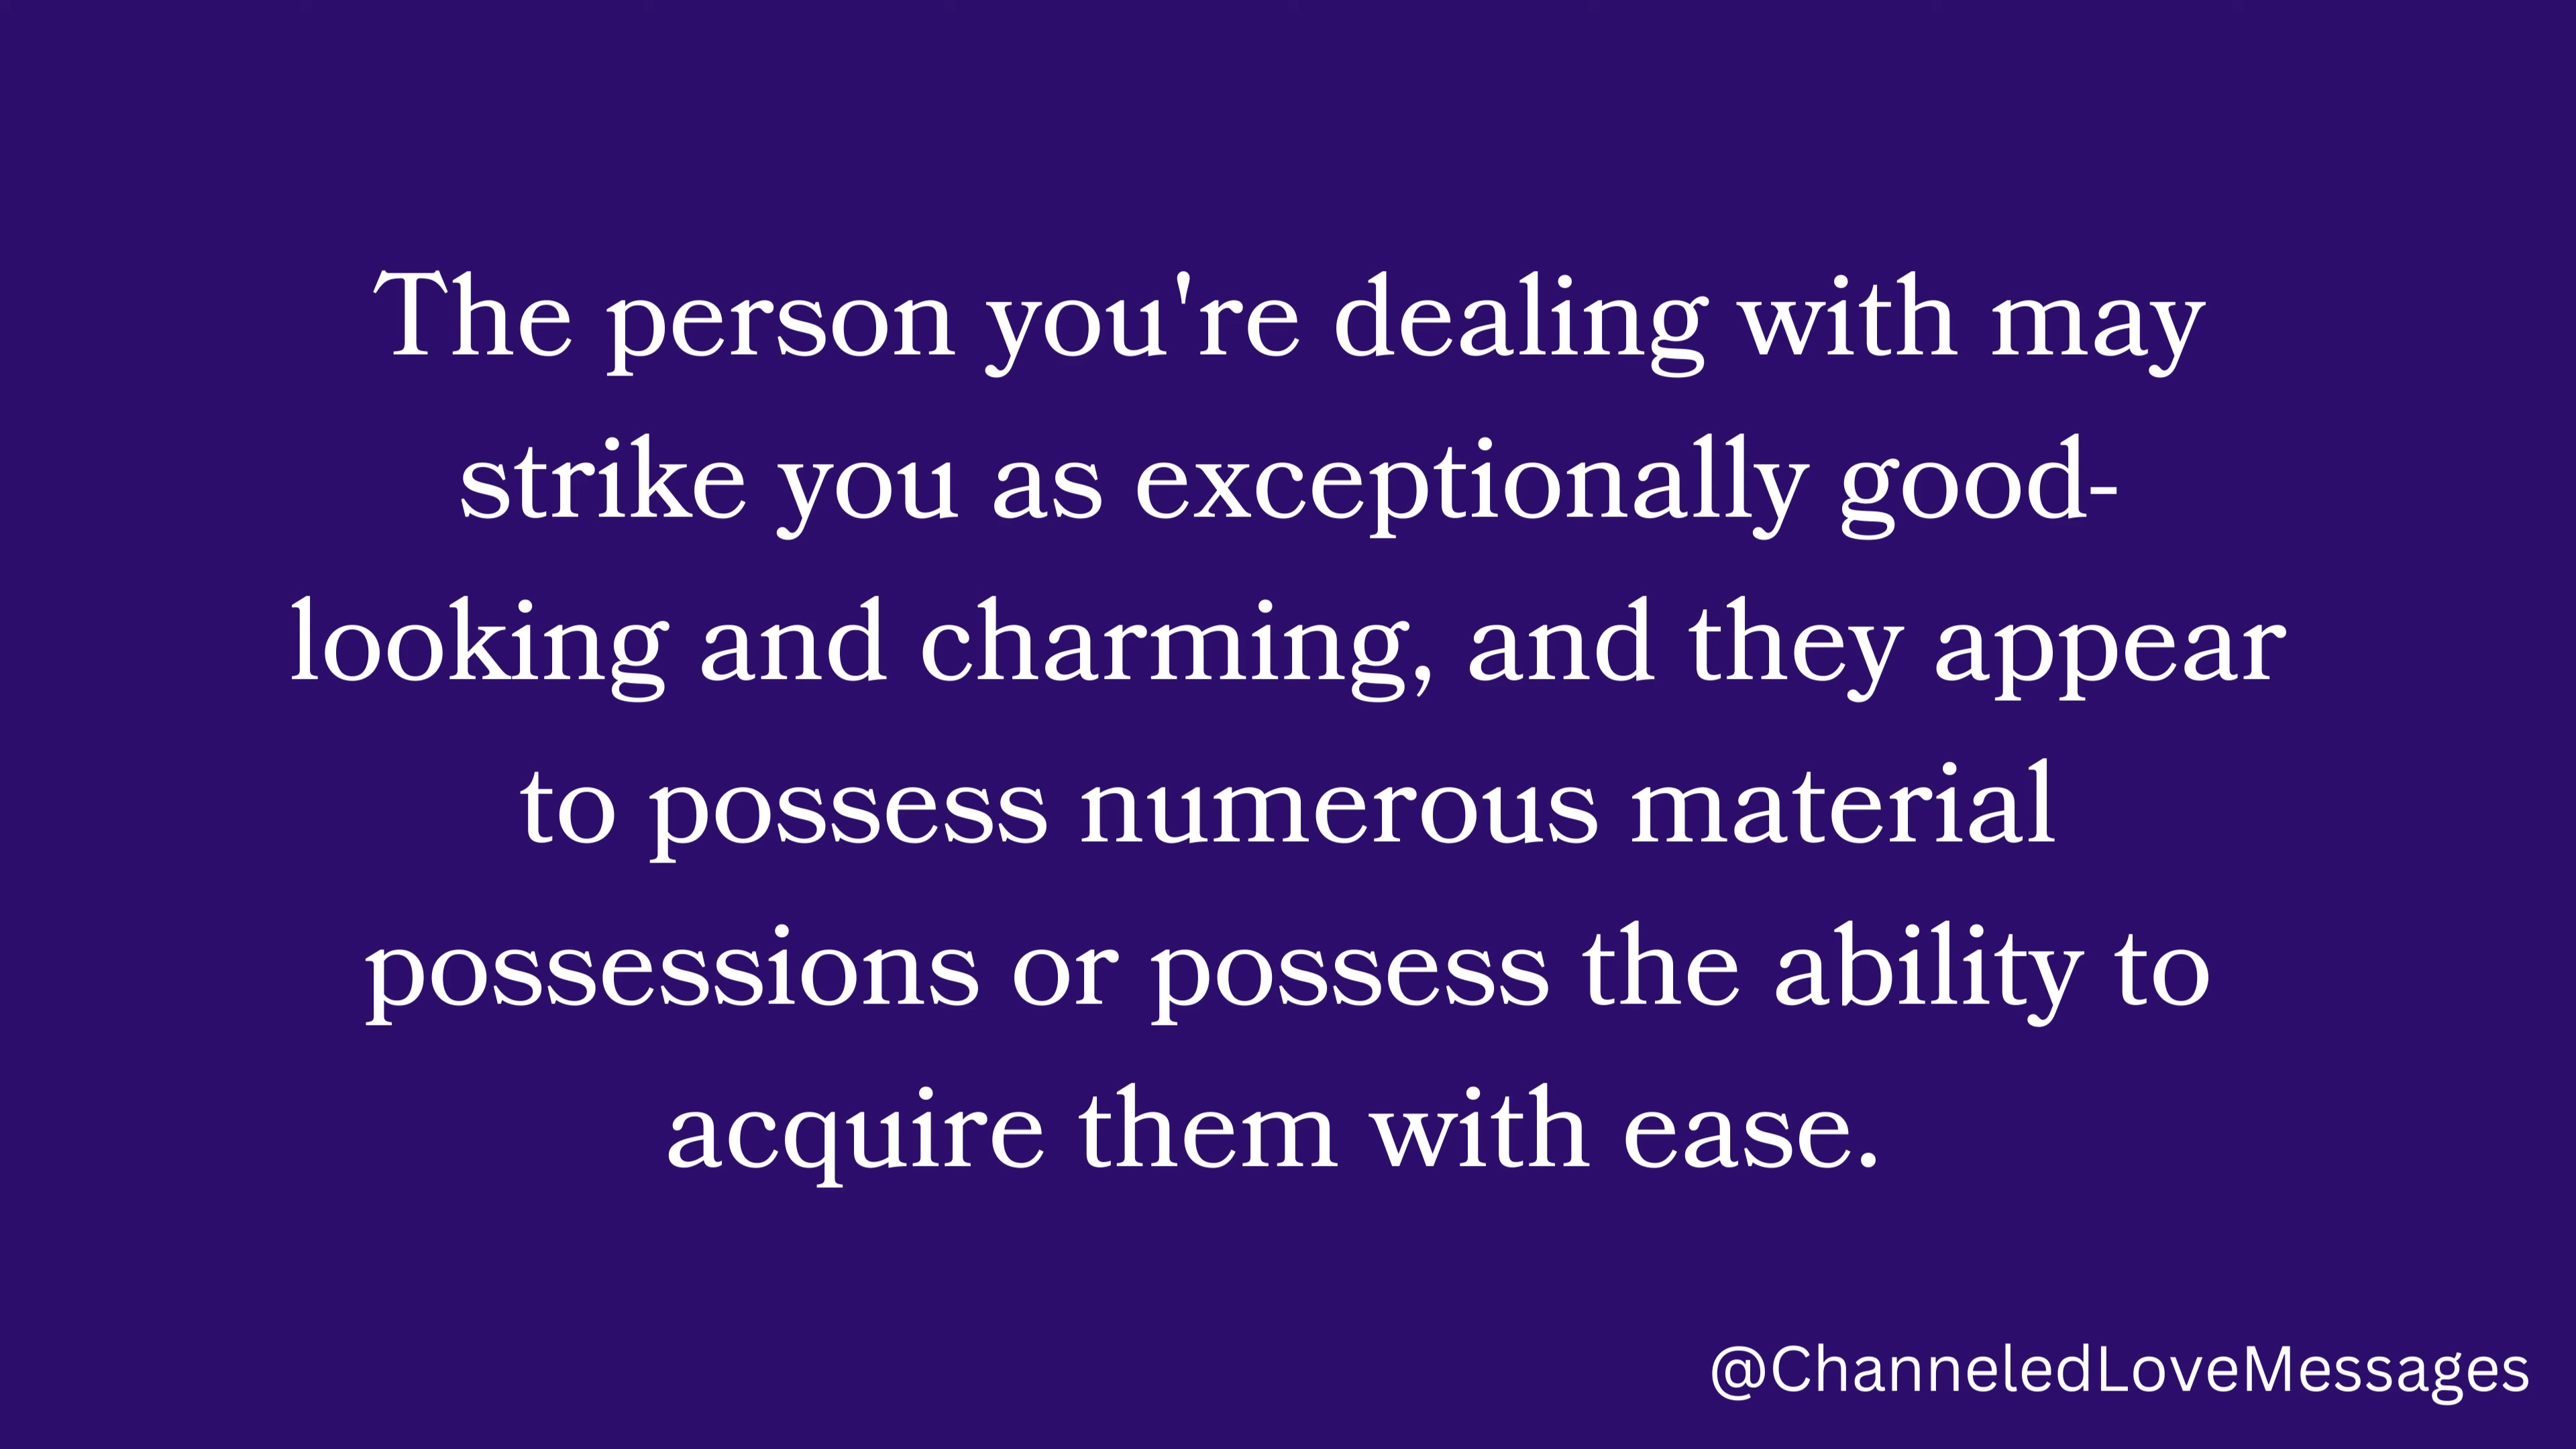 The person you're dealing with may
strike you as exceptionally good-
looking and charming, and they appear
to possess numerous material
possessions or possess the ability to
acquire them with ease.
@ChanneledLoveMessages